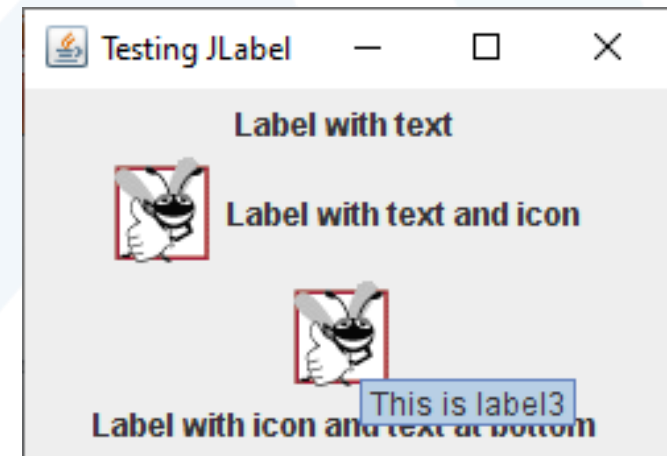 Testing JLabel
Label with text
Label with text and icon
This is label3
Label with icon and text at bottom